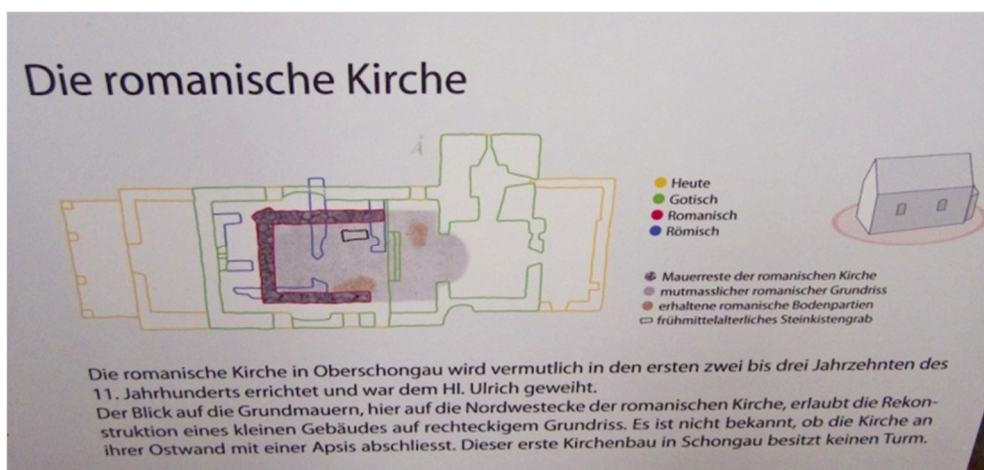 Die romanische Kirche
Heute
Gotisch
Romanisch
Römisch
Mauerreste der romanischen Kirche
mutmasslicher romanischer Grundriss
erhaltene romanische Bodenpartien
frühmittelalterliches Steinkistengrab
Die romanische Kirche in Oberschongau wird vermutlich in den ersten zwei bis drei Jahrzehnten des
11. Jahrhunderts errichtet und war dem Hl. Ulrich geweiht.
Der Blick auf die Grundmauern, hier auf die Nordwestecke der romanischen Kirche, erlaubt die Rekon-
struktion eines kleinen Gebäudes auf rechteckigem Grundriss. Es ist nicht bekannt, ob die Kirche an
ihrer Ostwand mit einer Apsis abschliesst. Dieser erste Kirchenbau in Schongau besitzt keinen Turm.